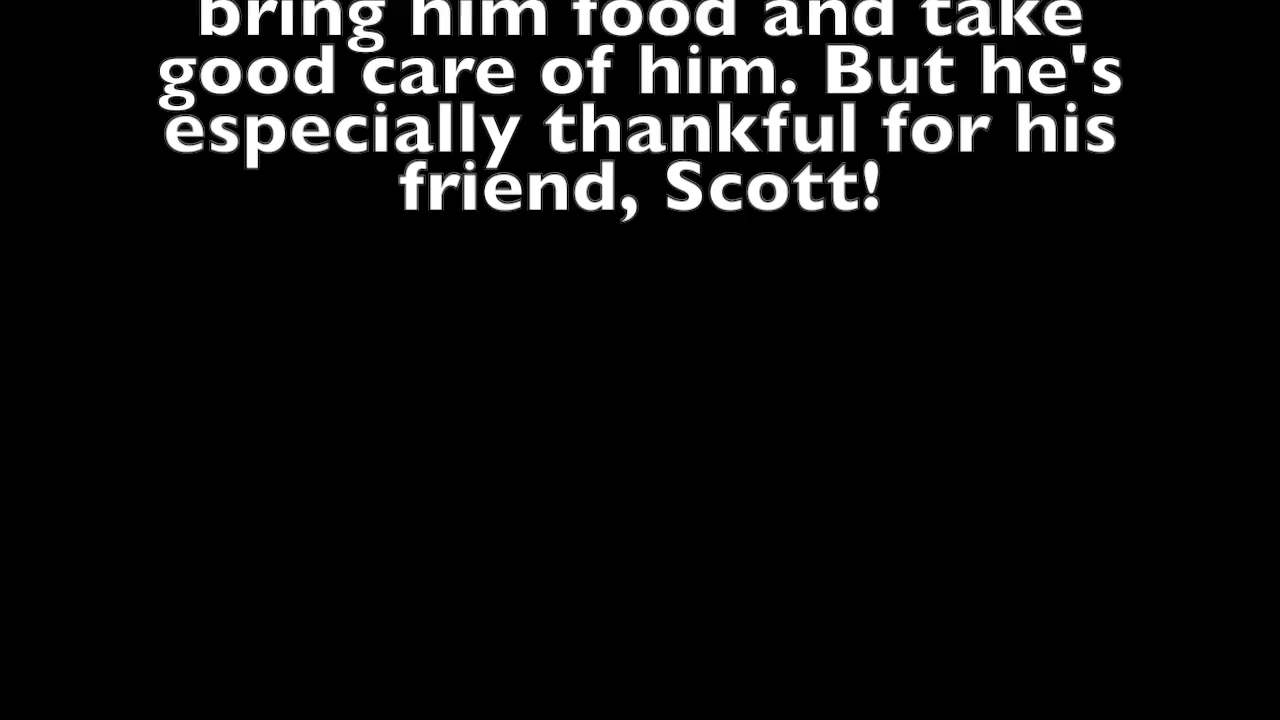 bring him food and take
good care of him. But he's
especially thankful for his
friend, Scott!